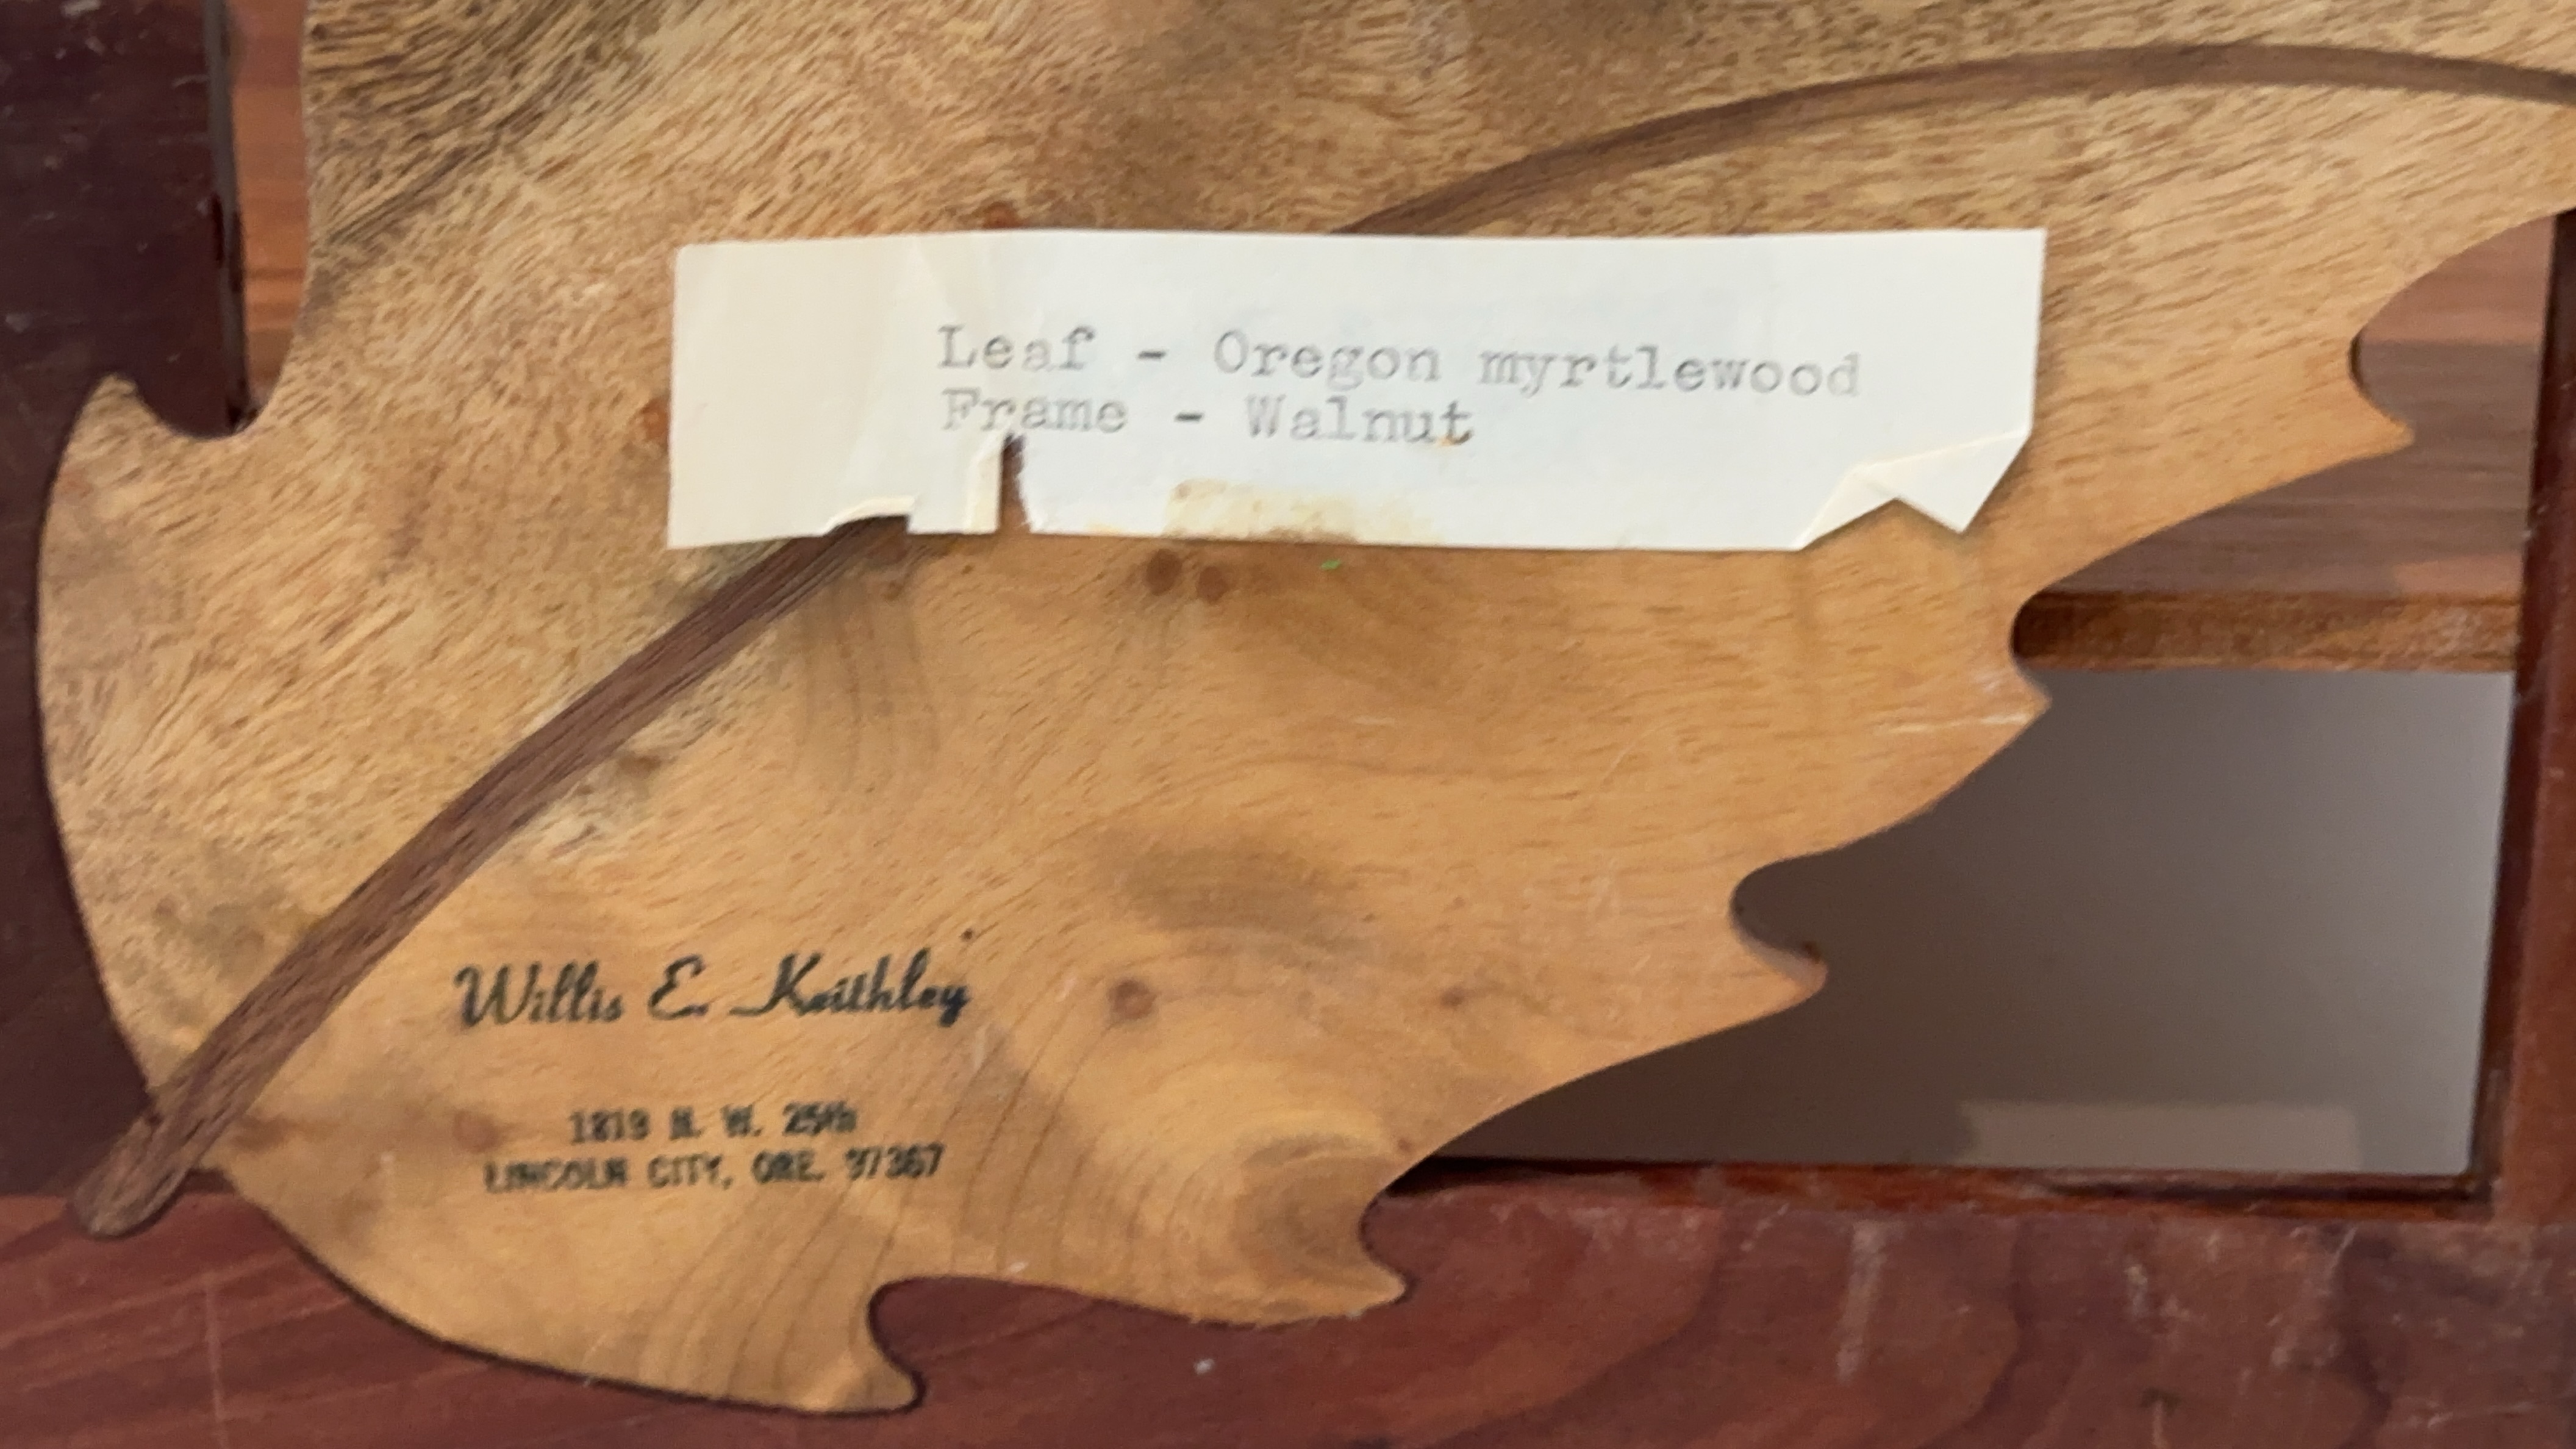 Leaf - Oregon myrtlewood
Frame - Walnut
Willis E. Keithley
1819 N. W. 25th
LINCOLN CITY, ORE. 97367